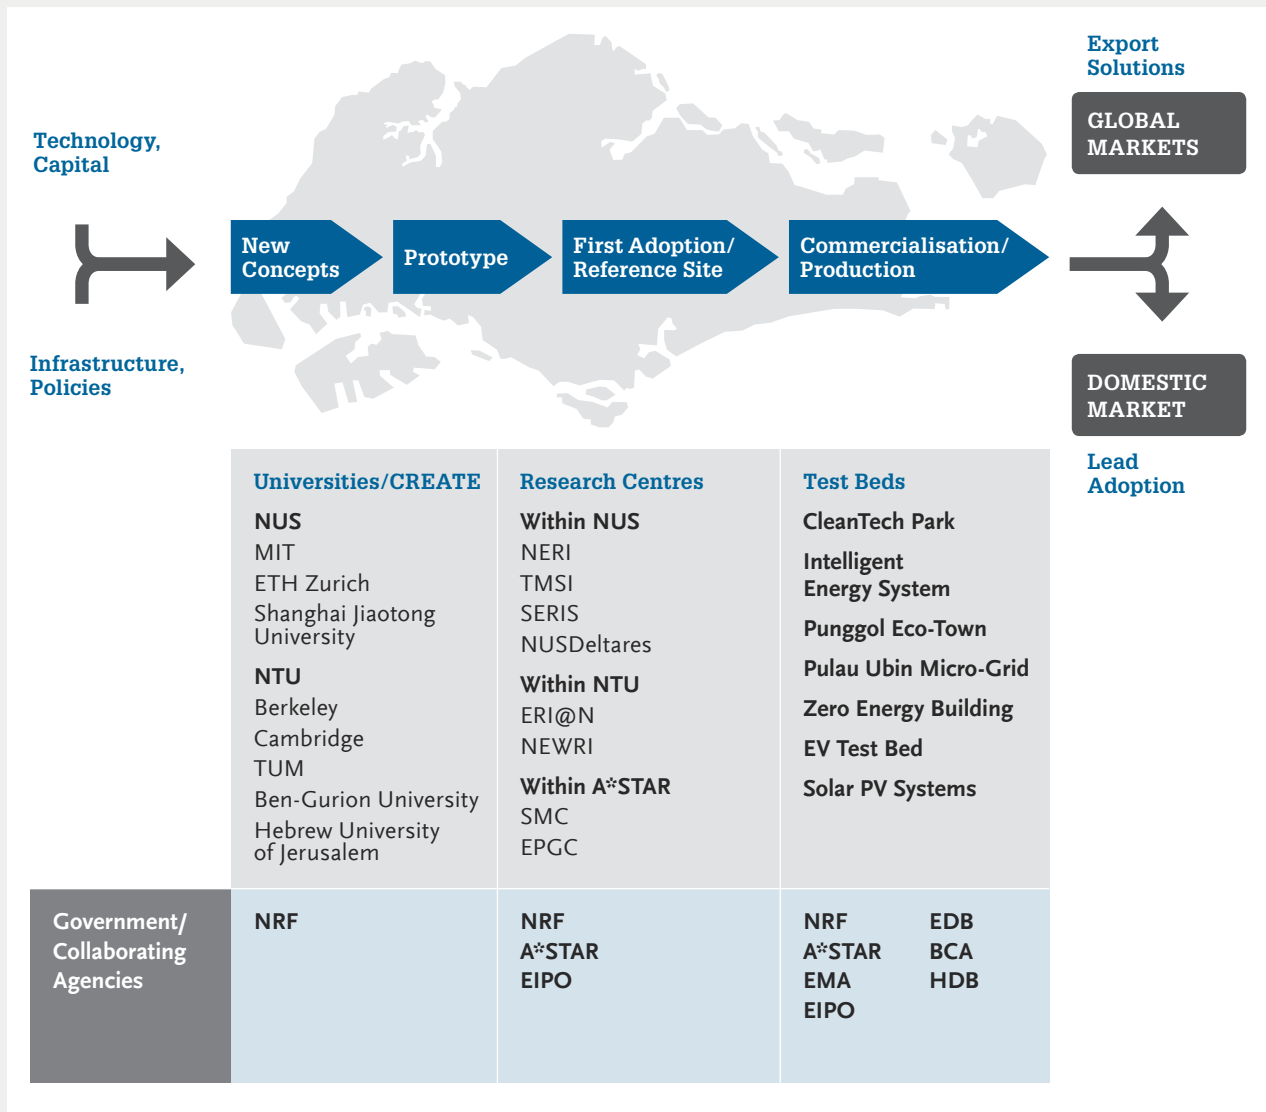 Technology,
Capital
Infrastructure,
Policies
New
Concepts
Prototype
First Adoption/
Reference Site
Commercialisation/
Production
Export
Solutions
GLOBAL
MARKETS
DOMESTIC
MARKET
Lead
Adoption
Universities/CREATE
NUS
MIT
ETH Zurich
Shanghai Jiaotong
University
NTU
Berkeley
Cambridge
TUM
Ben-Gurion University
Hebrew University
of Jerusalem
Research Centres
Within NUS
NERI
TMSI
SERIS
NUSDeltares
Within NTU
ERI@N
NEWRI
Within A*STAR
SMC
EPGC
Test Beds
CleanTech Park
Intelligent
Energy System
Punggol Eco-Town
Pulau Ubin Micro-Grid
Zero Energy Building
EV Test Bed
Solar PV Systems
Government/
Collaborating
Agencies
NRF
NRF
A*STAR
EIPO
NRF
A*STAR
EMA
EIPO
EDB
BCA
HDB